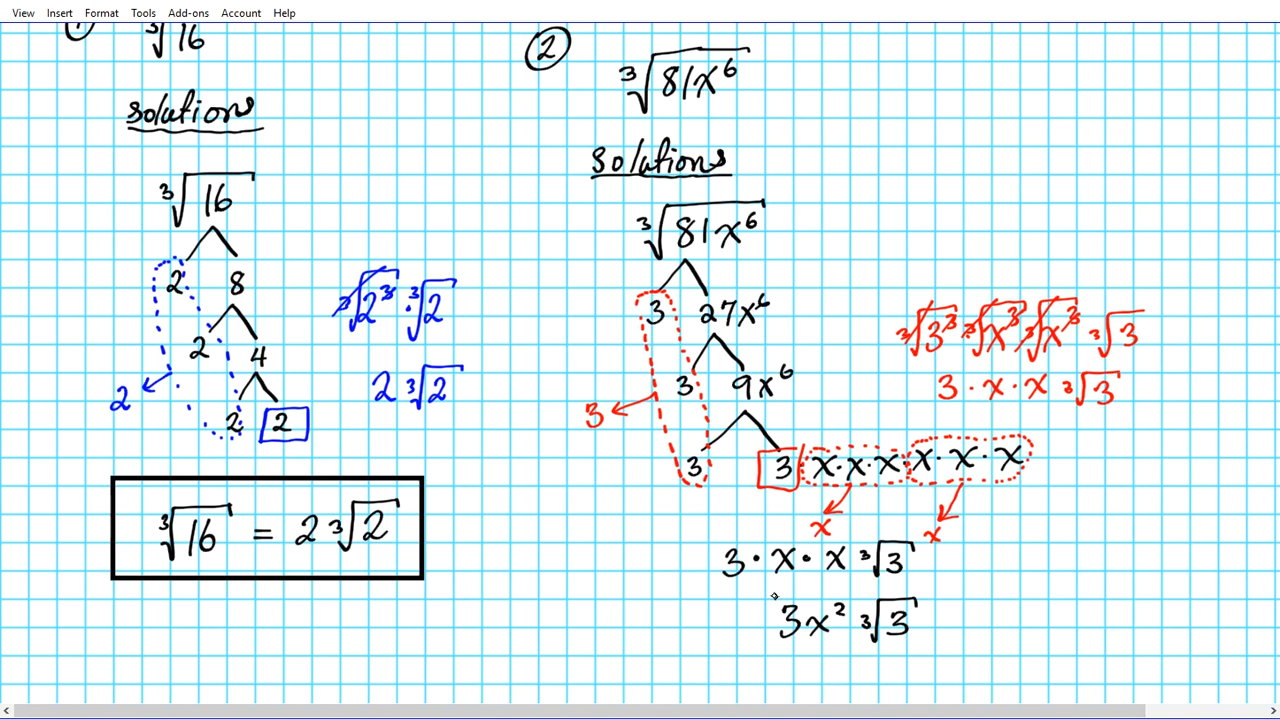 View Insert Format Tools Add-ons Account Help
∛16
solutions
∛16
2 8
2 4
2 2
2
∛2³ · ∛2
2 ∛2
∛16 = 2 ∛2
2
∛81x⁶
solutions
∛81x⁶
3 27x⁶
3 9x⁶
3 3 x·x·x·x·x·x
3
x x
∛3³ ∛x³ ∛x³ ∛3
3 · x · x ∛3
3 · x · x ∛3
3x² ∛3